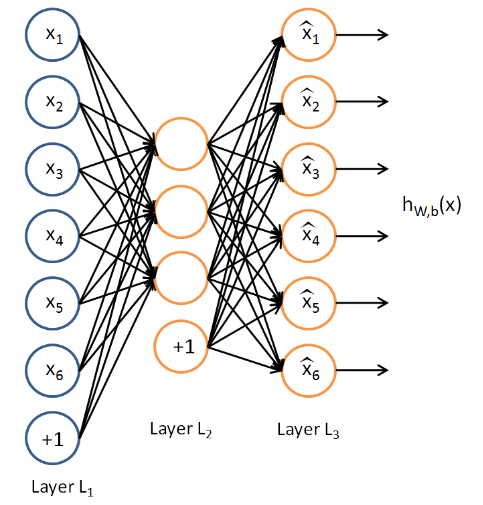 x₁
x₂
x₃
x₄
x₅
x₆
+1
Layer L₁
+1
Layer L₂
x̂₁
x̂₂
x̂₃
x̂₄
x̂₅
x̂₆
Layer L₃
h_W,b(x)